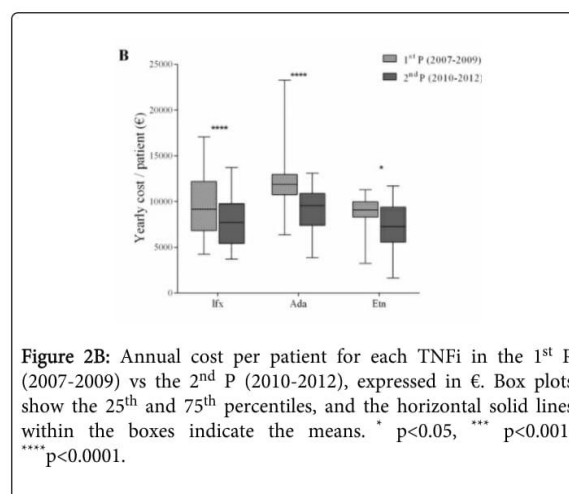 B
1st P (2007-2009)
2nd P (2010-2012)
Yearly cost / patient (€)
25000
20000
15000
10000
5000
0
****
****
*
Ifx
Ada
Etn
Figure 2B: Annual cost per patient for each TNFi in the 1st P
(2007-2009) vs the 2nd P (2010-2012), expressed in €. Box plots
show the 25th and 75th percentiles, and the horizontal solid lines
within the boxes indicate the means. * p<0.05, *** p<0.001
****p<0.0001.